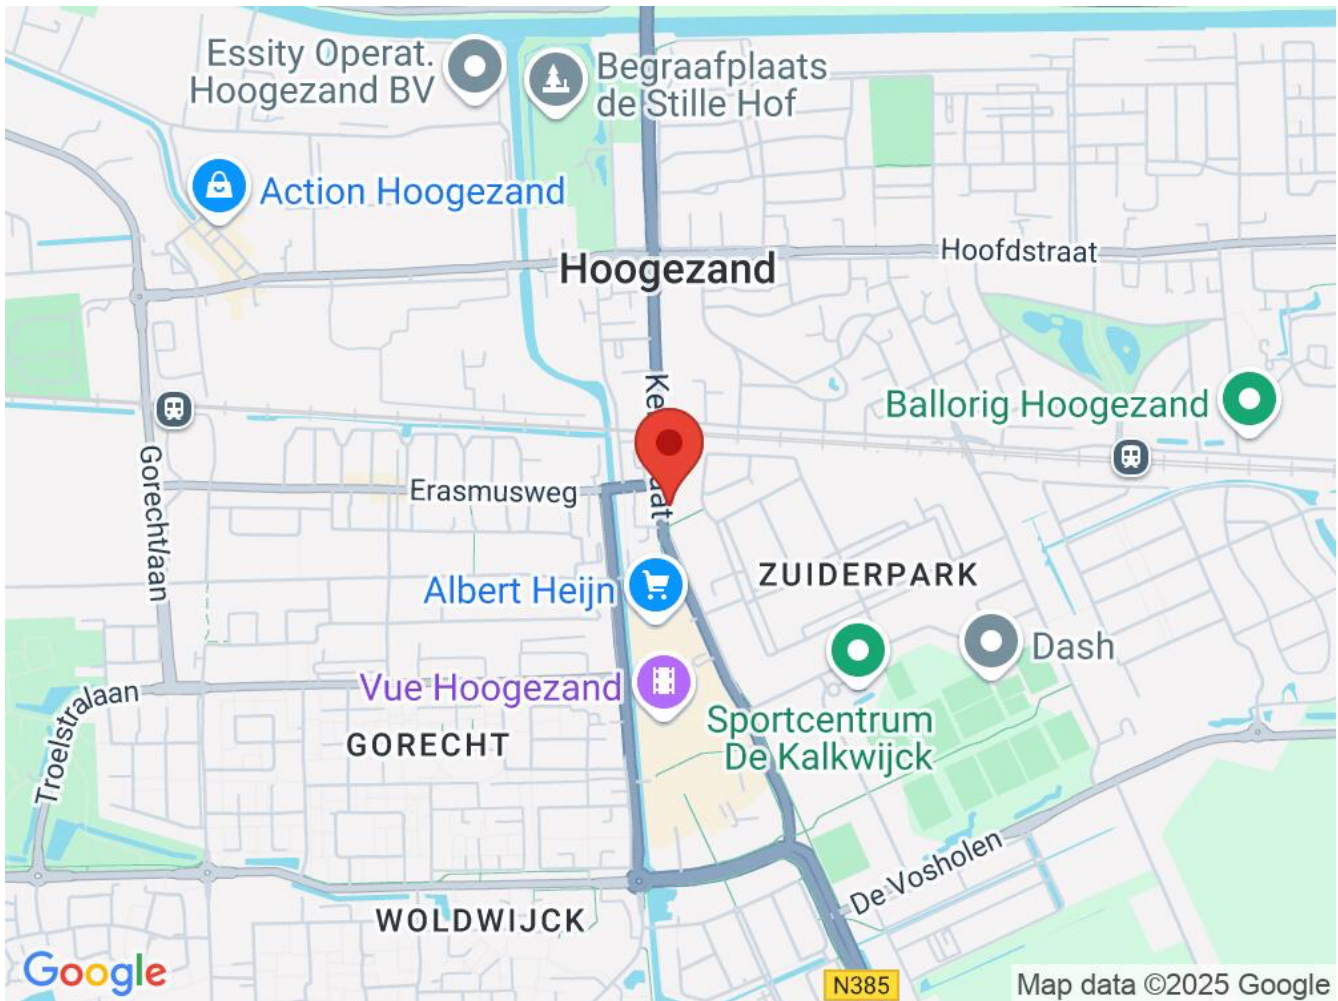 Essity Operat.
Hoogezand BV
Begraafplaats
de Stille Hof
Action Hoogezand
Hoofdstraat
Hoogezand
Ballorig Hoogezand
Gorechtlaan
Erasmusweg
Albert Heijn
ZUIDERPARK
Dash
Vue Hoogezand
Troelstralaan
GORECHT
Sportcentrum
De Kalkwijck
De Vosholen
WOLDWIJCK
Google
N385
Map data ©2025 Google